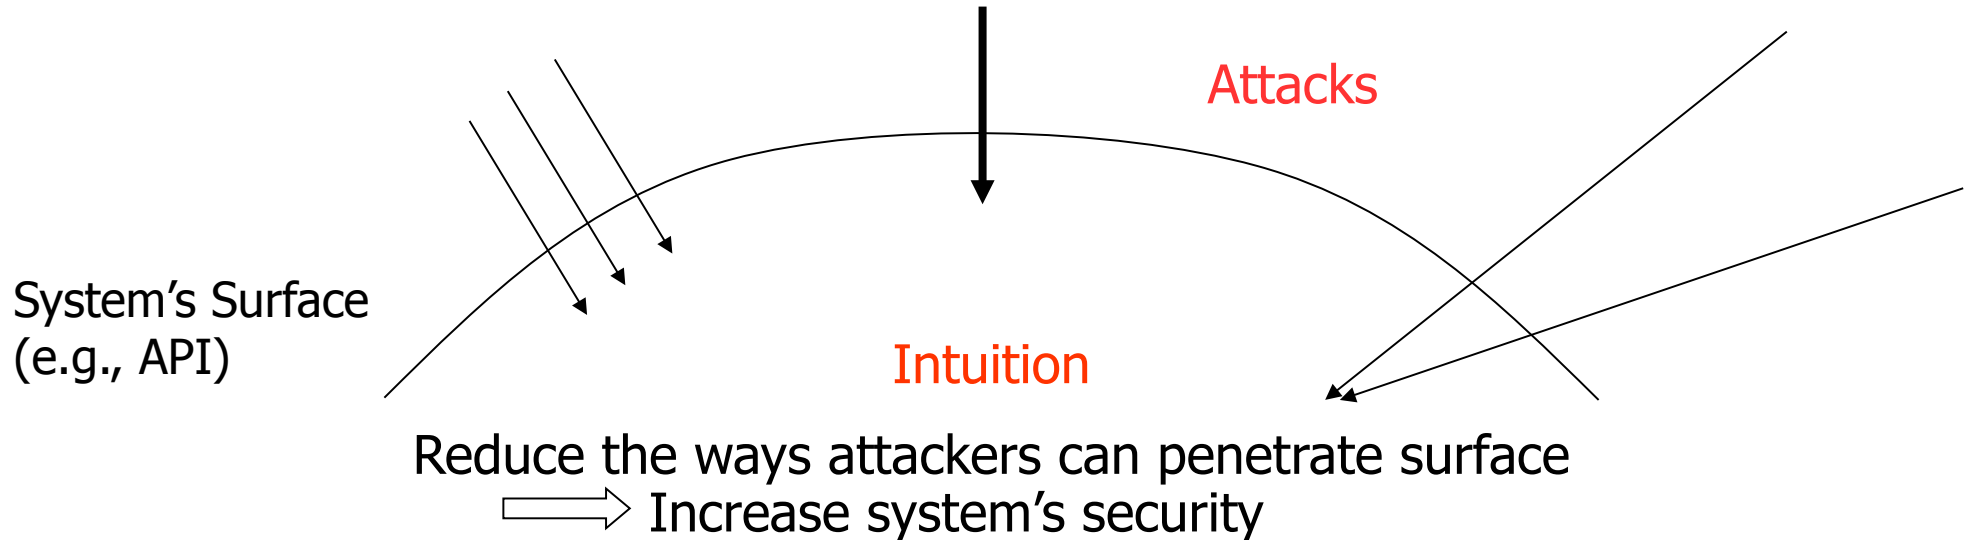 Attacks
System’s Surface
(e.g., API)
Intuition
Reduce the ways attackers can penetrate surface
Increase system’s security